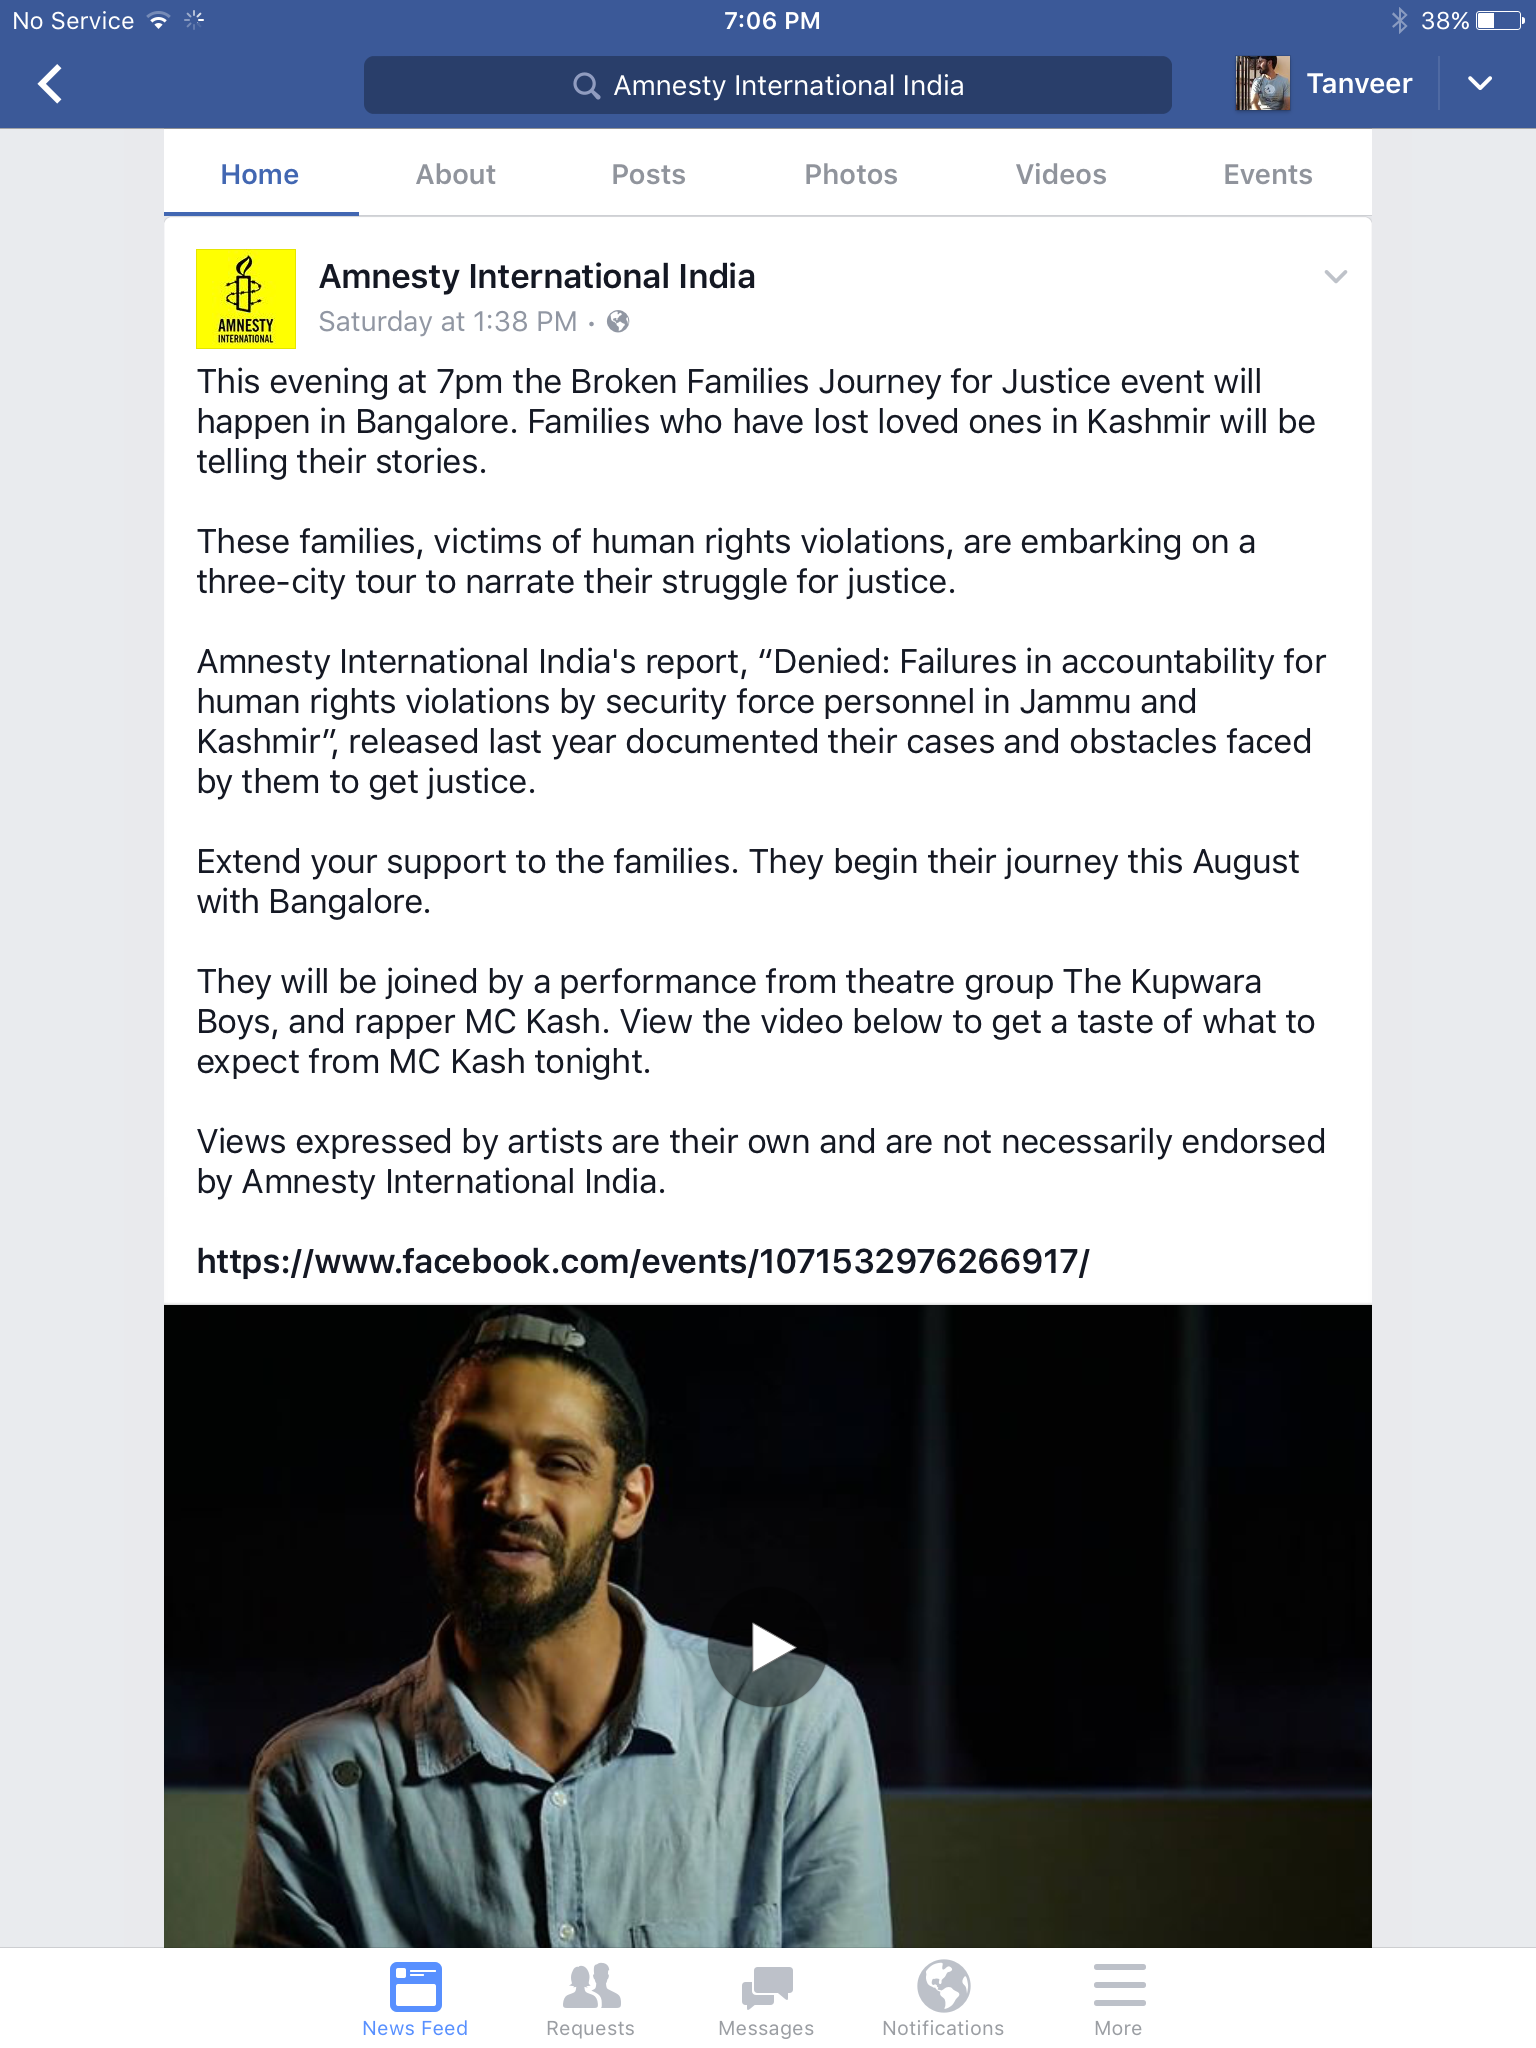 No Service 7:06 PM 38%
Amnesty International India Tanveer
Home About Posts Photos Videos Events
AMNESTY
INTERNATIONAL
Amnesty International India
Saturday at 1:38 PM ·
This evening at 7pm the Broken Families Journey for Justice event will
happen in Bangalore. Families who have lost loved ones in Kashmir will be
telling their stories.
These families, victims of human rights violations, are embarking on a
three-city tour to narrate their struggle for justice.
Amnesty International India's report, “Denied: Failures in accountability for
human rights violations by security force personnel in Jammu and
Kashmir”, released last year documented their cases and obstacles faced
by them to get justice.
Extend your support to the families. They begin their journey this August
with Bangalore.
They will be joined by a performance from theatre group The Kupwara
Boys, and rapper MC Kash. View the video below to get a taste of what to
expect from MC Kash tonight.
Views expressed by artists are their own and are not necessarily endorsed
by Amnesty International India.
https://www.facebook.com/events/1071532976266917/
News Feed Requests Messages Notifications More